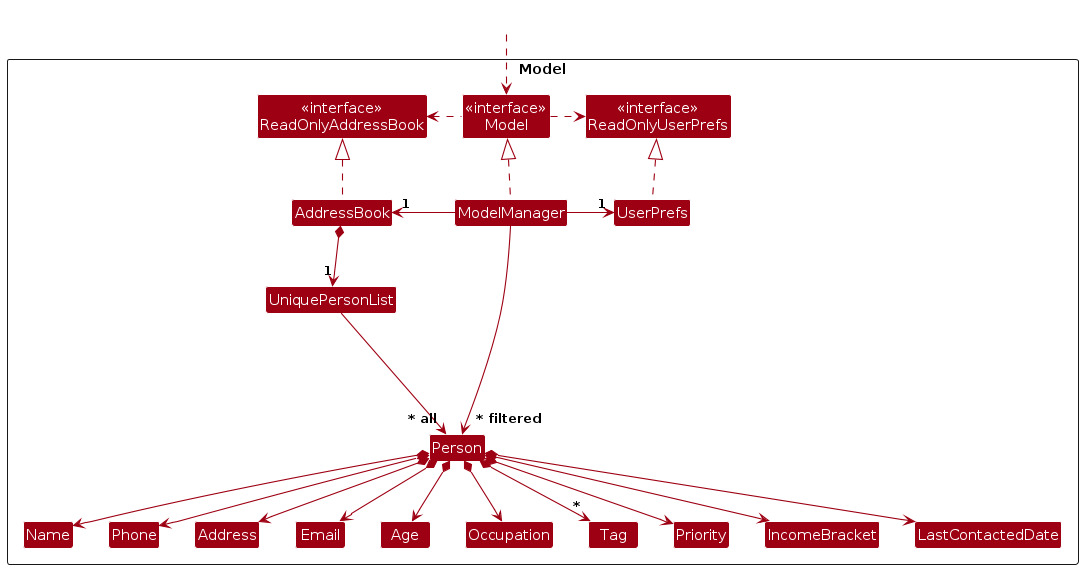 Model
«interface»
ReadOnlyAddressBook
«interface»
Model
«interface»
ReadOnlyUserPrefs
AddressBook
1
ModelManager
1
UserPrefs
1
UniquePersonList
* all
* filtered
Person
*
Name
Phone
Address
Email
Age
Occupation
Tag
Priority
IncomeBracket
LastContactedDate